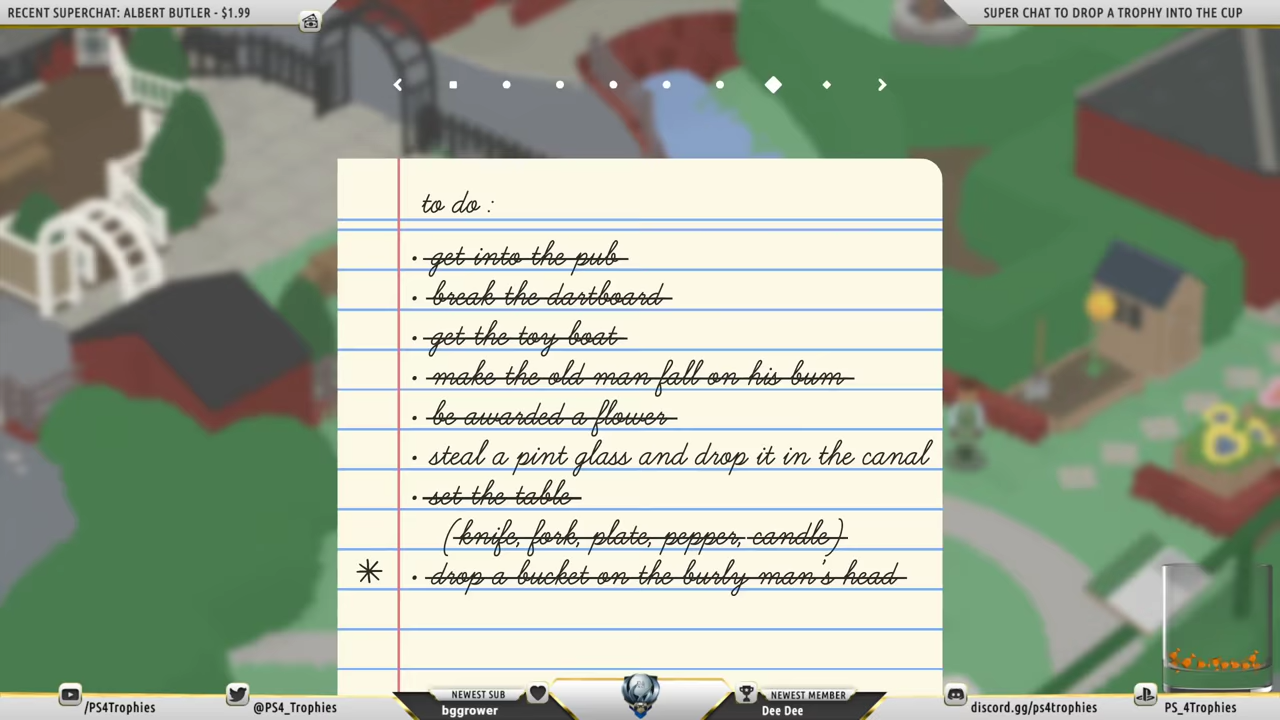 RECENT SUPERCHAT: ALBERT BUTLER - $1.99
SUPER CHAT TO DROP A TROPHY INTO THE CUP
to do :
· get into the pub
· break the dartboard
· get the toy boat
· make the old man fall on his bum
· be awarded a flower
· steal a pint glass and drop it in the canal
· set the table
(knife, fork, plate, pepper, candle)
· drop a bucket on the burly man's head
/PS4Trophies
@PS4_Trophies
NEWEST SUB
bggrower
NEWEST MEMBER
Dee Dee
discord.gg/ps4trophies
PS_4Trophies